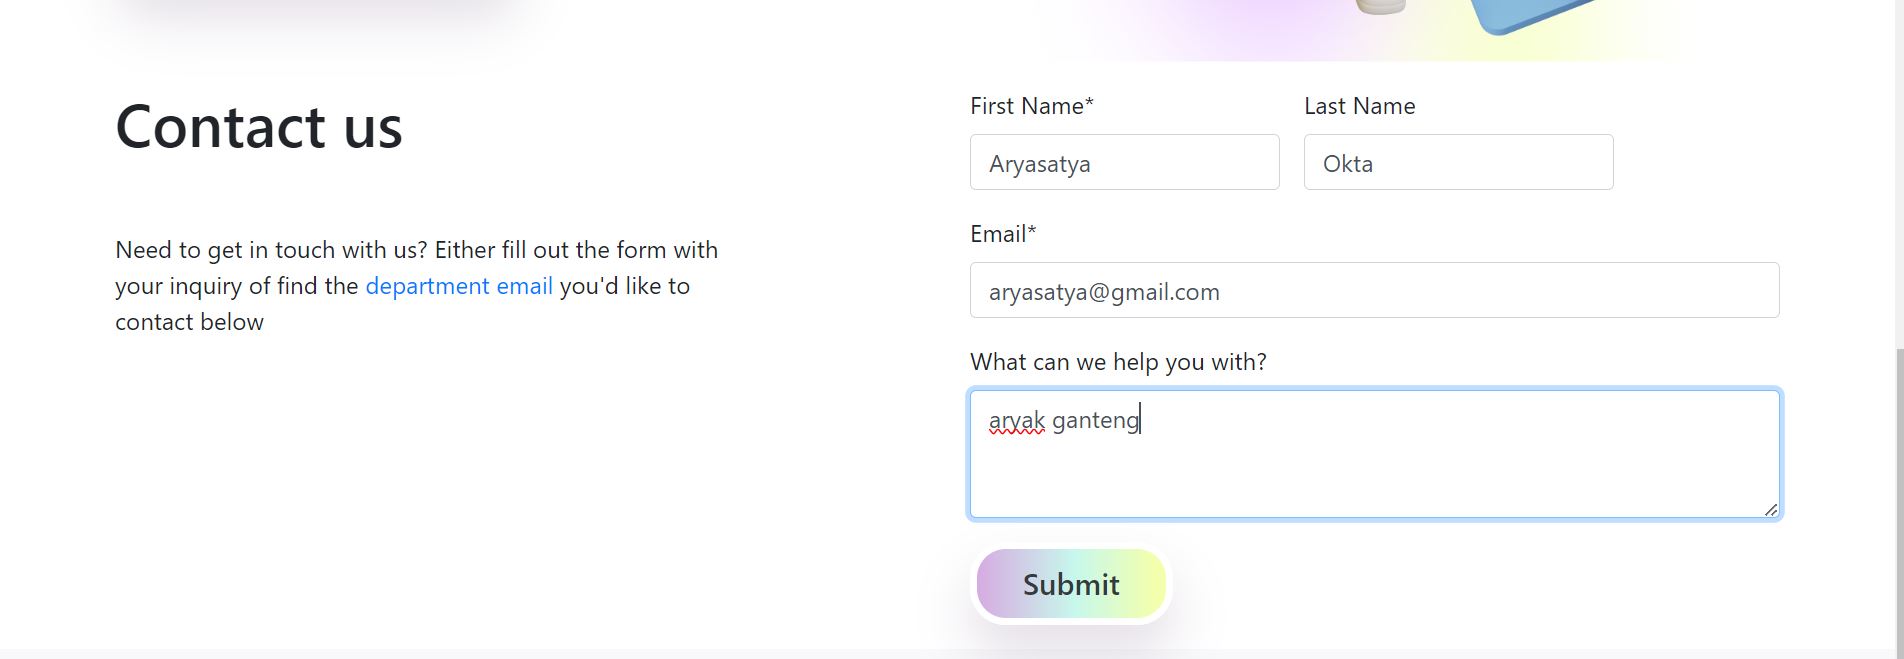 Contact us
Need to get in touch with us? Either fill out the form with
your inquiry of find the department email you'd like to
contact below
First Name*
Last Name
Aryasatya
Okta
Email*
aryasatya@gmail.com
What can we help you with?
aryak ganteng
Submit